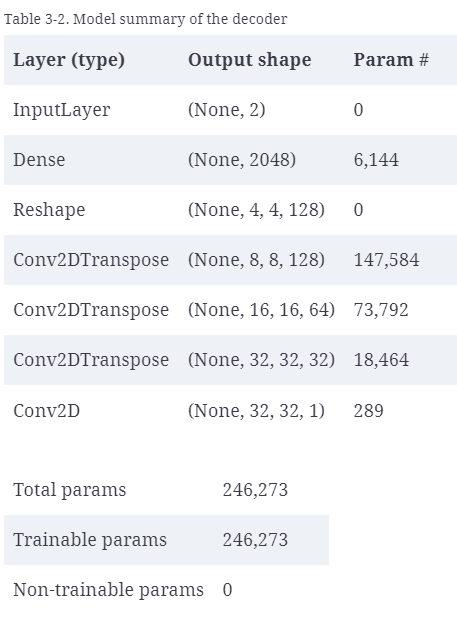 Table 3-2. Model summary of the decoder
Layer (type) Output shape Param #
InputLayer (None, 2) 0
Dense (None, 2048) 6,144
Reshape (None, 4, 4, 128) 0
Conv2DTranspose (None, 8, 8, 128) 147,584
Conv2DTranspose (None, 16, 16, 64) 73,792
Conv2DTranspose (None, 32, 32, 32) 18,464
Conv2D (None, 32, 32, 1) 289
Total params 246,273
Trainable params 246,273
Non-trainable params 0